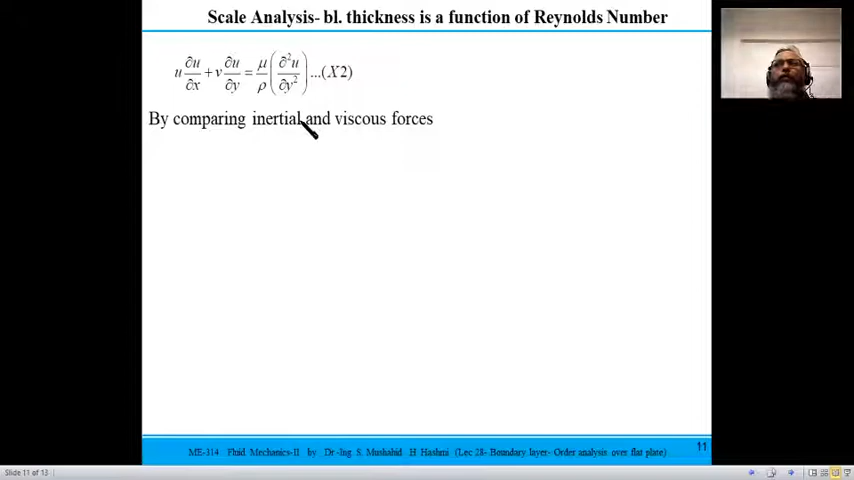 Scale Analysis- bl. thickness is a function of Reynolds Number
u ∂u/∂x + v ∂u/∂y = μ/ρ (∂²u/∂y²) ...(X2)
By comparing inertial and viscous forces
ME-314 Fluid Mechanics-II by Dr-Ing S. Mushahid H Hashmi (Lec 28- Boundary layer- Order analysis over flat plate)
11
Slide 11 of 13